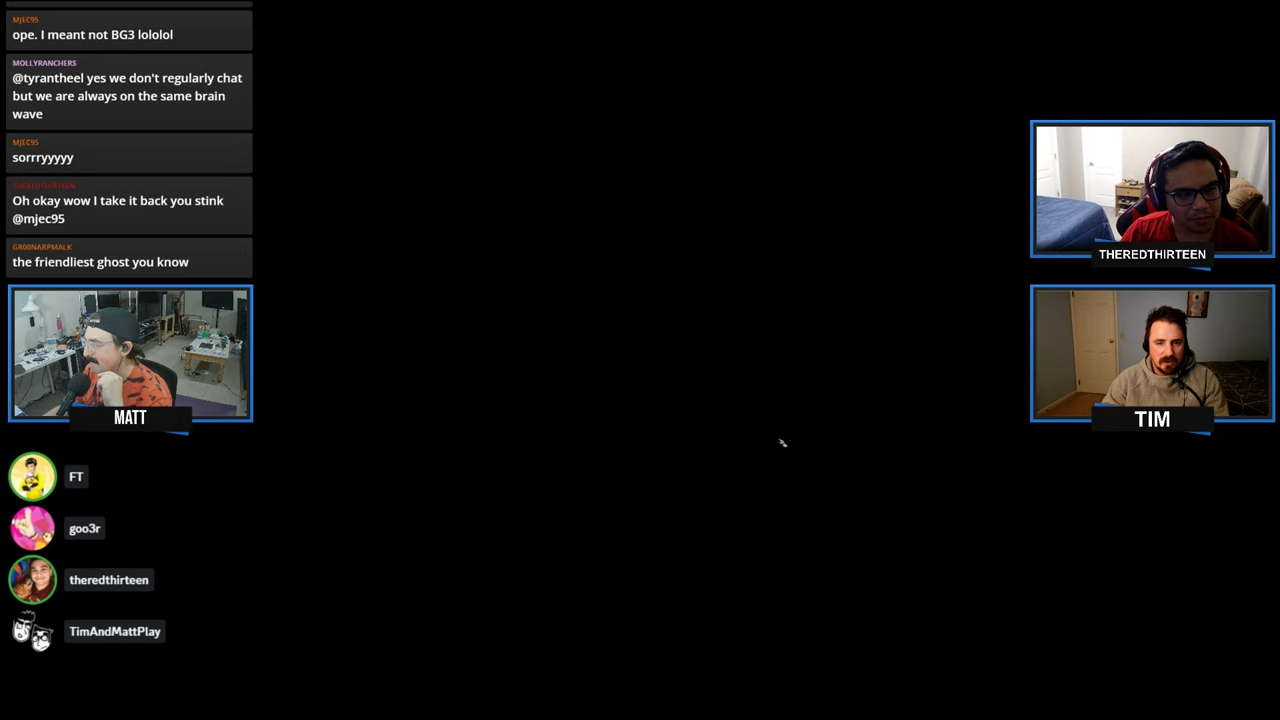 MJEC95
ope. I meant not BG3 lololol
MOLLYRANCHERS
@tyrantheel yes we don't regularly chat
but we are always on the same brain
wave
MJEC95
sorrryyyyy
THEREDTHIRTEEN
Oh okay wow I take it back you stink
@mjec95
GR00NARPMALK
the friendliest ghost you know
MATT
FT
goo3r
theredthirteen
TimAndMattPlay
THEREDTHIRTEEN
TIM